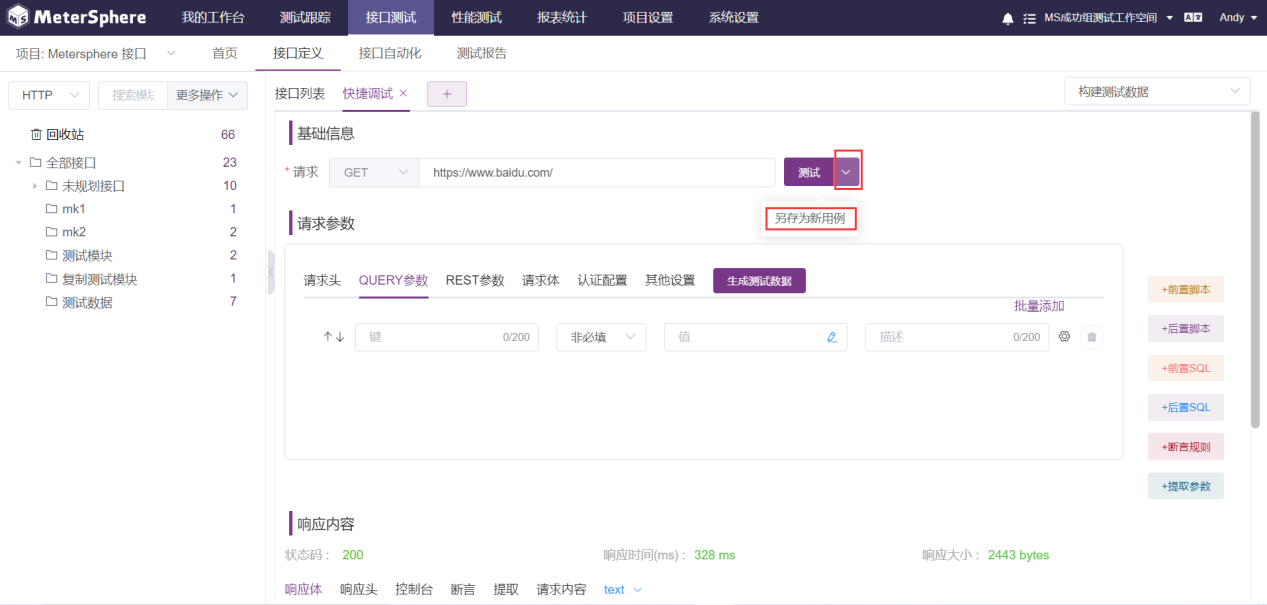 MeterSphere 我的工作台 测试跟踪 接口测试 性能测试 报表统计 项目设置 系统设置 MS成功组测试工作空间 Andy
项目: Metersphere 接口 首页 接口定义 接口自动化 测试报告
HTTP 搜索模块 更多操作
接口列表 快捷调试 × + 构建测试数据
回收站 66
全部接口 23
未规划接口 10
mk1 1
mk2 2
测试模块 2
复制测试模块 1
测试数据 7
基础信息
* 请求 GET https://www.baidu.com/ 测试
另存为新用例
请求参数
请求头 QUERY参数 REST参数 请求体 认证配置 其他设置 生成测试数据
批量添加
↑↓ 键 0/200 非必填 值 描述 0/200
+前置脚本
+后置脚本
+前置SQL
+后置SQL
+断言规则
+提取参数
响应内容
状态码 : 200 响应时间(ms) : 328 ms 响应大小 : 2443 bytes
响应体 响应头 控制台 断言 提取 请求内容 text